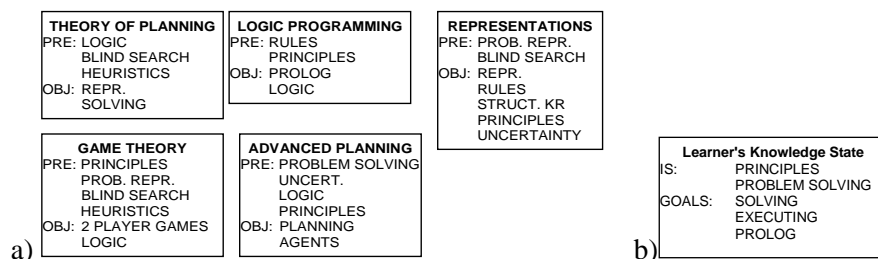 THEORY OF PLANNING
PRE: LOGIC
BLIND SEARCH
HEURISTICS
OBJ: REPR.
SOLVING
LOGIC PROGRAMMING
PRE: RULES
PRINCIPLES
OBJ: PROLOG
LOGIC
REPRESENTATIONS
PRE: PROB. REPR.
BLIND SEARCH
OBJ: REPR.
RULES
STRUCT. KR
PRINCIPLES
UNCERTAINTY
GAME THEORY
PRE: PRINCIPLES
PROB. REPR.
BLIND SEARCH
HEURISTICS
OBJ: 2 PLAYER GAMES
LOGIC
ADVANCED PLANNING
PRE: PROBLEM SOLVING
UNCERT.
LOGIC
PRINCIPLES
OBJ: PLANNING
AGENTS
a)
Learner's Knowledge State
IS: PRINCIPLES
PROBLEM SOLVING
GOALS: SOLVING
EXECUTING
PROLOG
b)